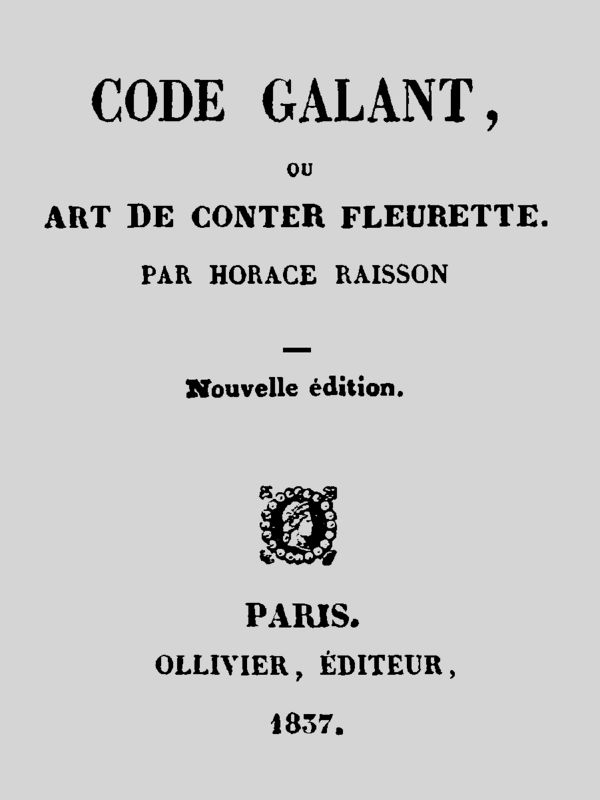 CODE GALANT,
OU
ART DE CONTER FLEURETTE.
PAR HORACE RAISSON
Nouvelle édition.
PARIS.
OLLIVIER, ÉDITEUR,
1837.